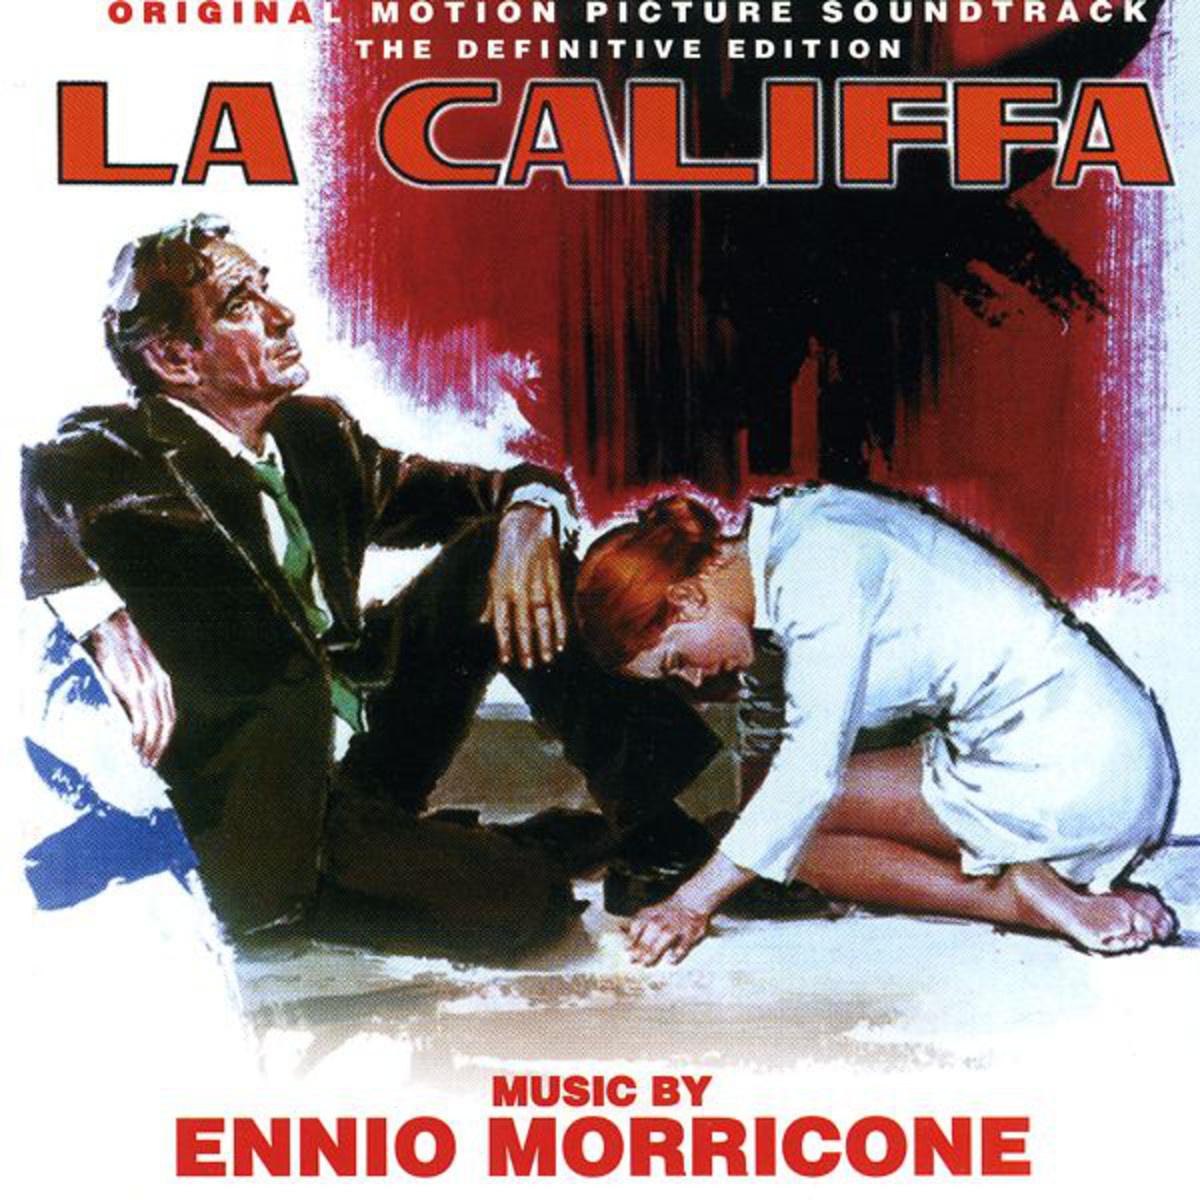 ORIGINAL MOTION PICTURE SOUNDTRACK
THE DEFINITIVE EDITION
LA CALIFFA
MUSIC BY
ENNIO MORRICONE